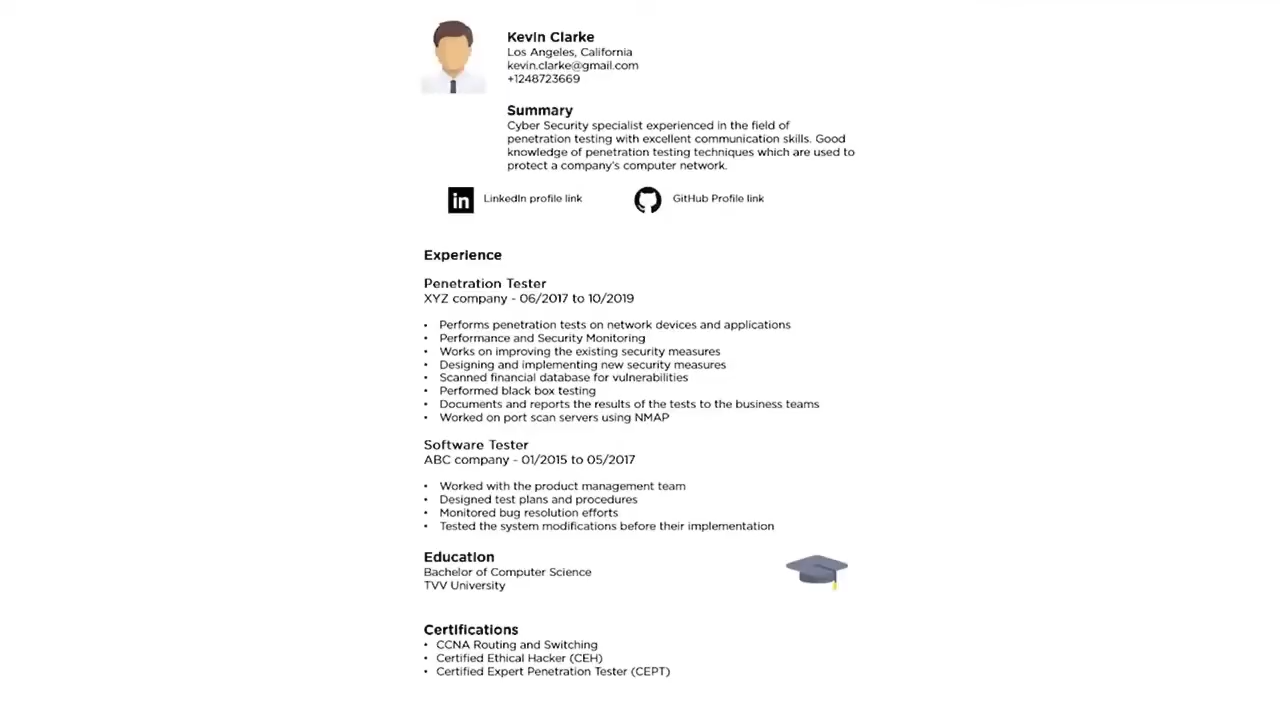 Kevin Clarke
Los Angeles, California
kevin.clarke@gmail.com
+1248723669
Summary
Cyber Security specialist experienced in the field of
penetration testing with excellent communication skills. Good
knowledge of penetration testing techniques which are used to
protect a company's computer network.
in LinkedIn profile link
GitHub Profile link
Experience
Penetration Tester
XYZ company - 06/2017 to 10/2019
• Performs penetration tests on network devices and applications
• Performance and Security Monitoring
• Works on improving the existing security measures
• Designing and implementing new security measures
• Scanned financial database for vulnerabilities
• Performed black box testing
• Documents and reports the results of the tests to the business teams
• Worked on port scan servers using NMAP
Software Tester
ABC company - 01/2015 to 05/2017
• Worked with the product management team
• Designed test plans and procedures
• Monitored bug resolution efforts
• Tested the system modifications before their implementation
Education
Bachelor of Computer Science
TVV University
Certifications
• CCNA Routing and Switching
• Certified Ethical Hacker (CEH)
• Certified Expert Penetration Tester (CEPT)